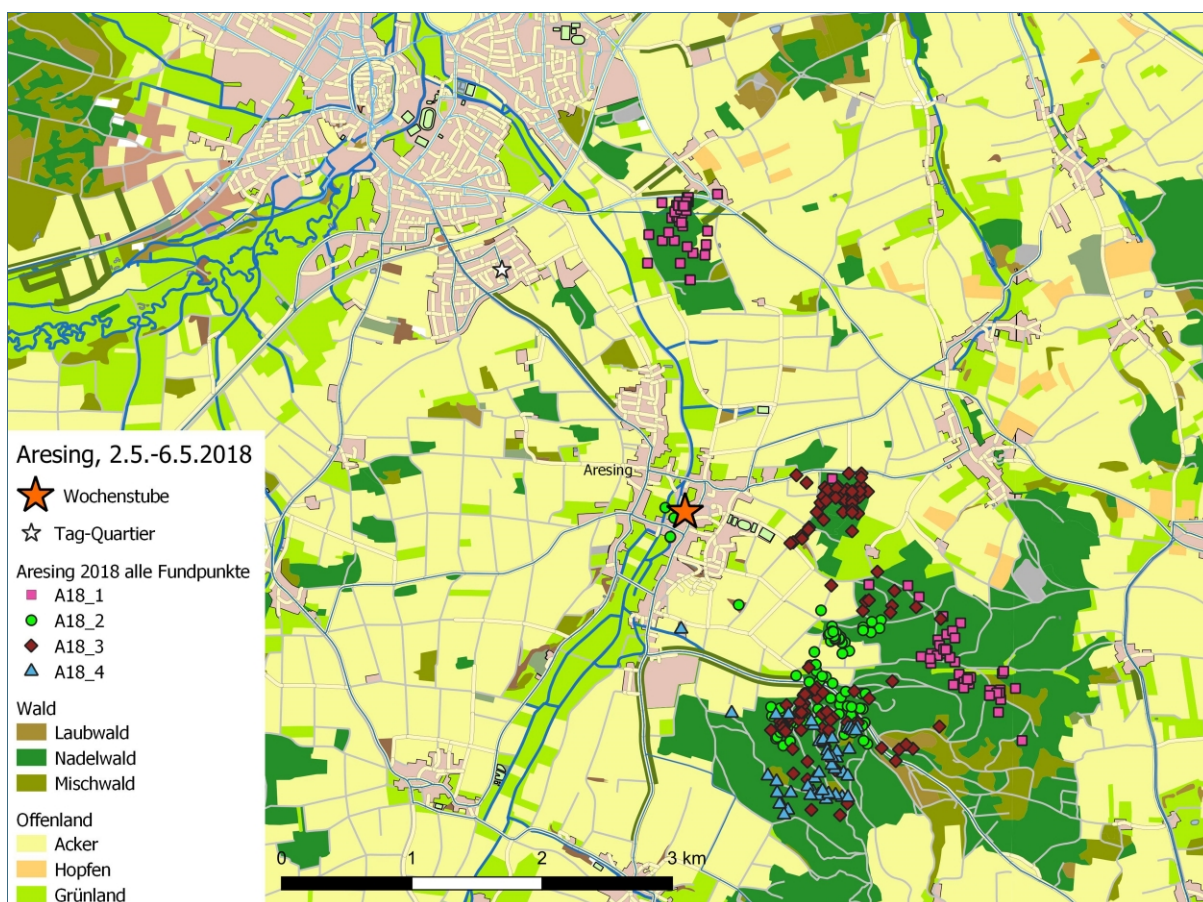 Aresing
Aresing, 2.5.-6.5.2018
Wochenstube
Tag-Quartier
Aresing 2018 alle Fundpunkte
A18_1
A18_2
A18_3
A18_4
Wald
Laubwald
Nadelwald
Mischwald
Offenland
Acker
Hopfen
Grünland
0 1 2 3 km